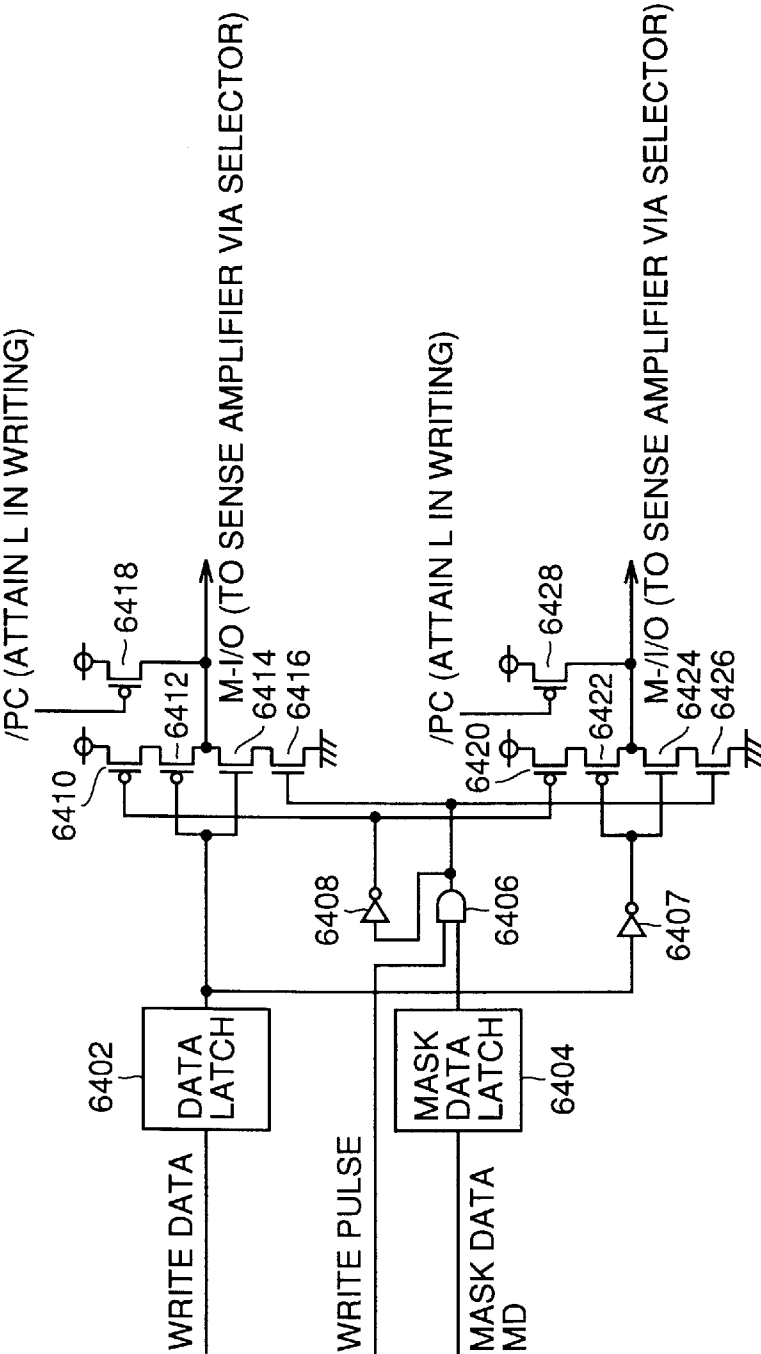 /PC (ATTAIN L IN WRITING)
6418
6410
6412
M-I/O (TO SENSE AMPLIFIER VIA SELECTOR)
6414
6416
WRITE DATA
6402
DATA
LATCH
WRITE PULSE
6408
MASK DATA
MD
MASK
DATA
LATCH
6404
6406
/PC (ATTAIN L IN WRITING)
6428
6420
6422
M-/I/O (TO SENSE AMPLIFIER VIA SELECTOR)
6424
6426
6407